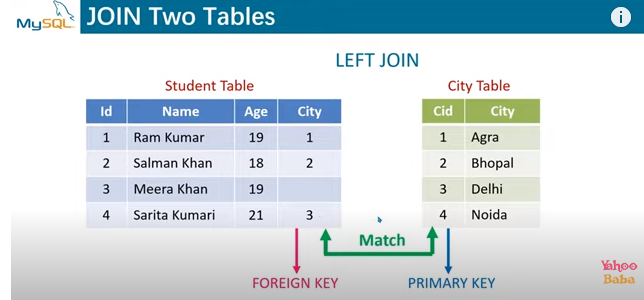 MySQL JOIN Two Tables
LEFT JOIN
Student Table City Table
Id Name Age City Cid City
1 Ram Kumar 19 1 1 Agra
2 Salman Khan 18 2 2 Bhopal
3 Meera Khan 19 3 Delhi
4 Sarita Kumari 21 3 4 Noida
Match
FOREIGN KEY PRIMARY KEY
Yahoo
Baba